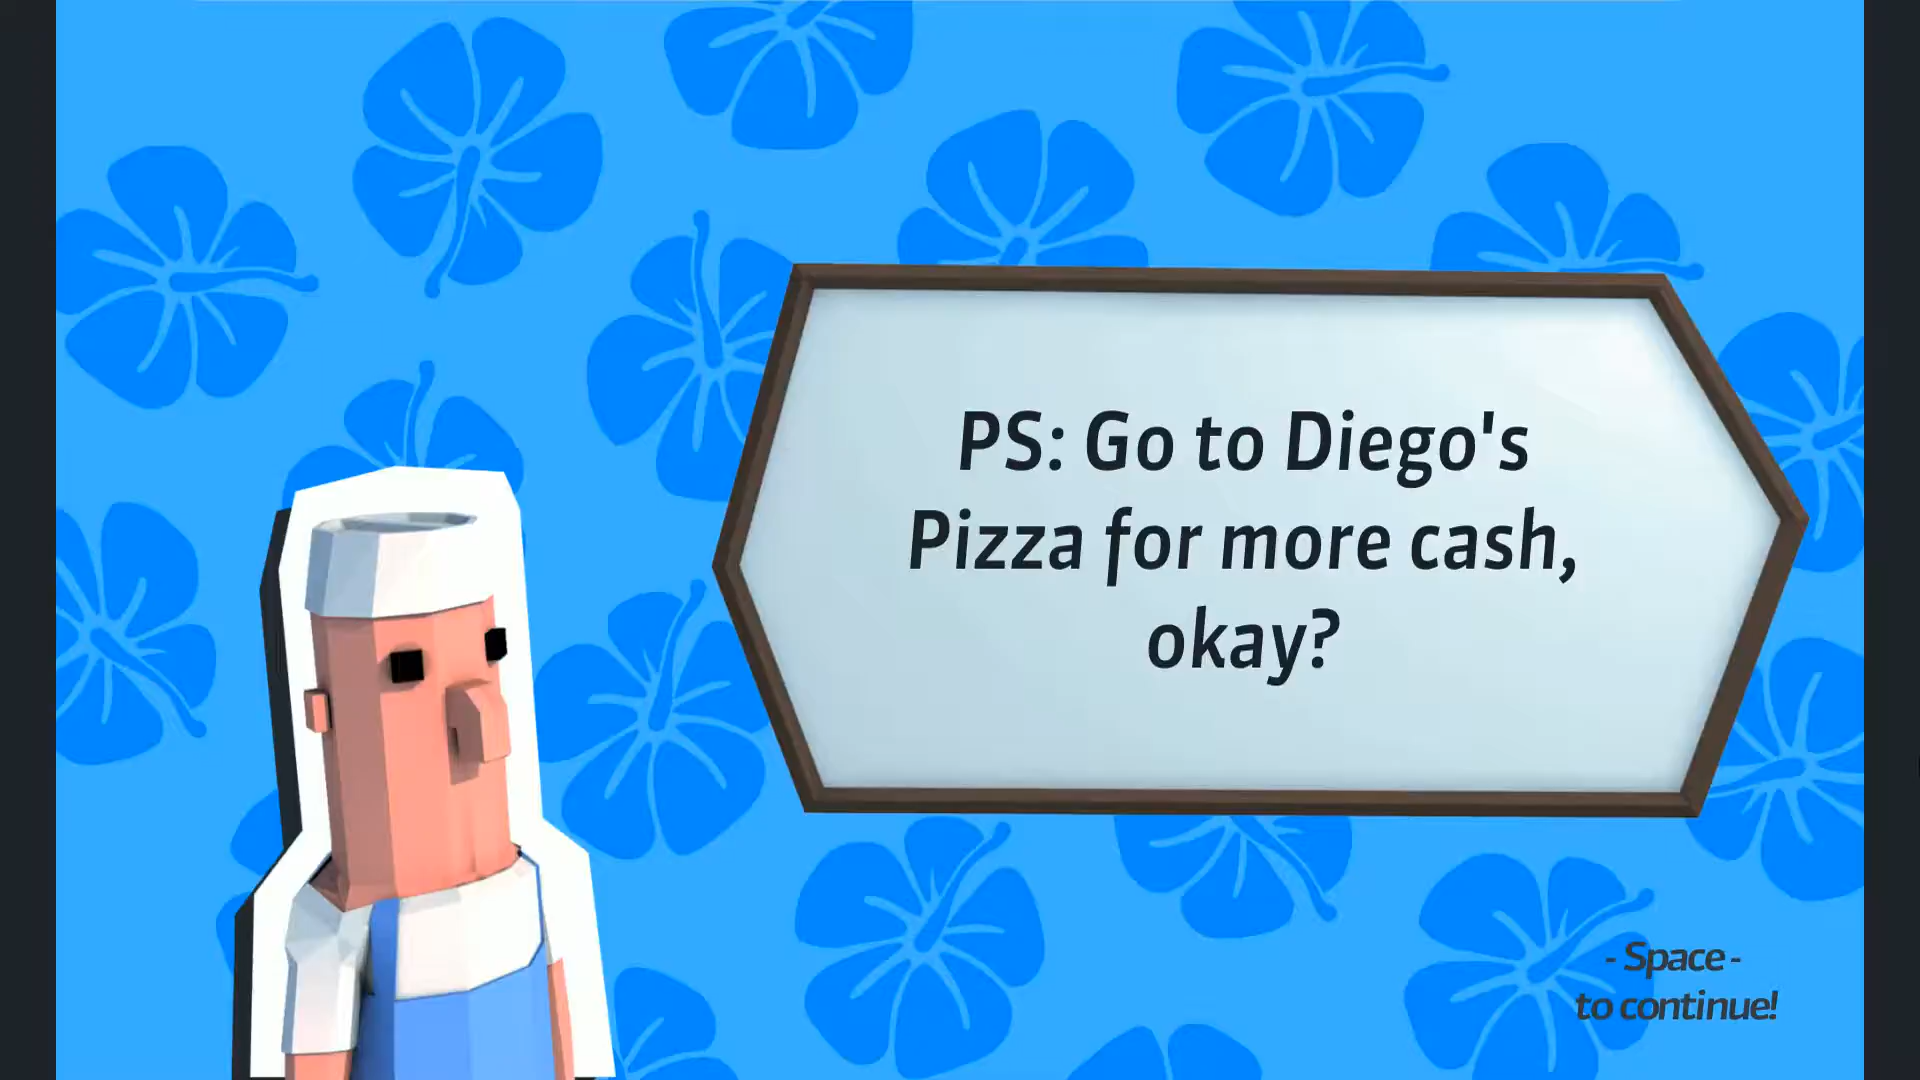 PS: Go to Diego's
Pizza for more cash,
okay?
- Space -
to continue!